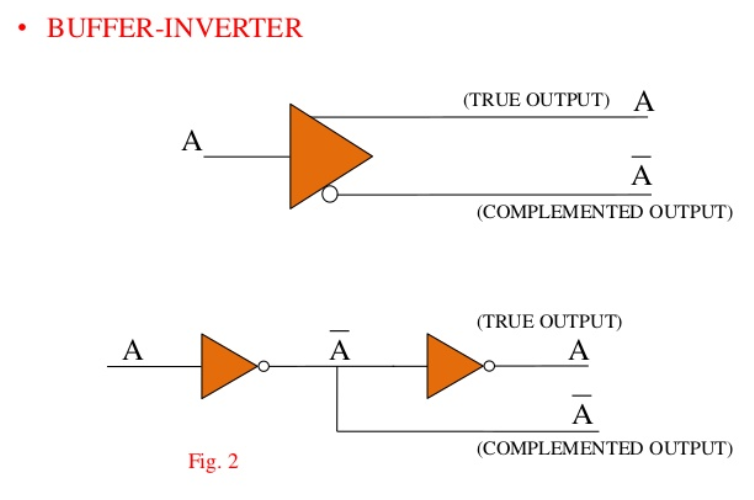 • BUFFER-INVERTER
(TRUE OUTPUT) A
A
A̅
(COMPLEMENTED OUTPUT)
(TRUE OUTPUT)
A A̅ A
A̅
(COMPLEMENTED OUTPUT)
Fig. 2